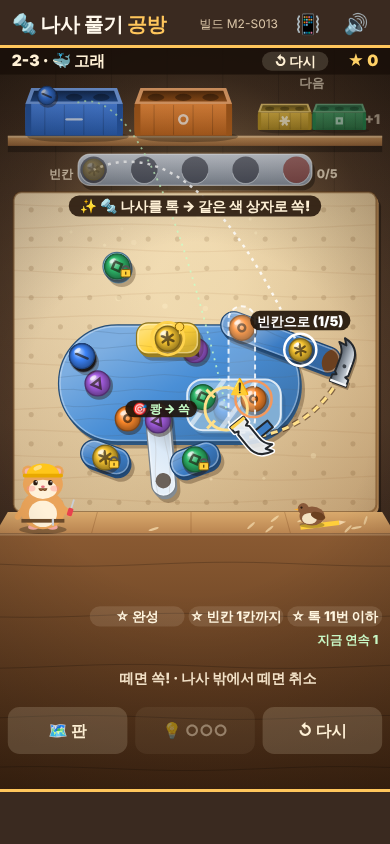 나사 풀기 공방
빌드 M2-S013
2-3 · 고래
다시
★ 0
다음
+1
빈칸
0/5
나사를 톡 → 같은 색 상자로 쏙!
빈칸으로 (1/5)
쾅 → 쏙
☆ 완성
☆ 빈칸 1칸까지
☆ 톡 11번 이하
지금 연속 1
떼면 쏙! · 나사 밖에서 떼면 취소
판
다시